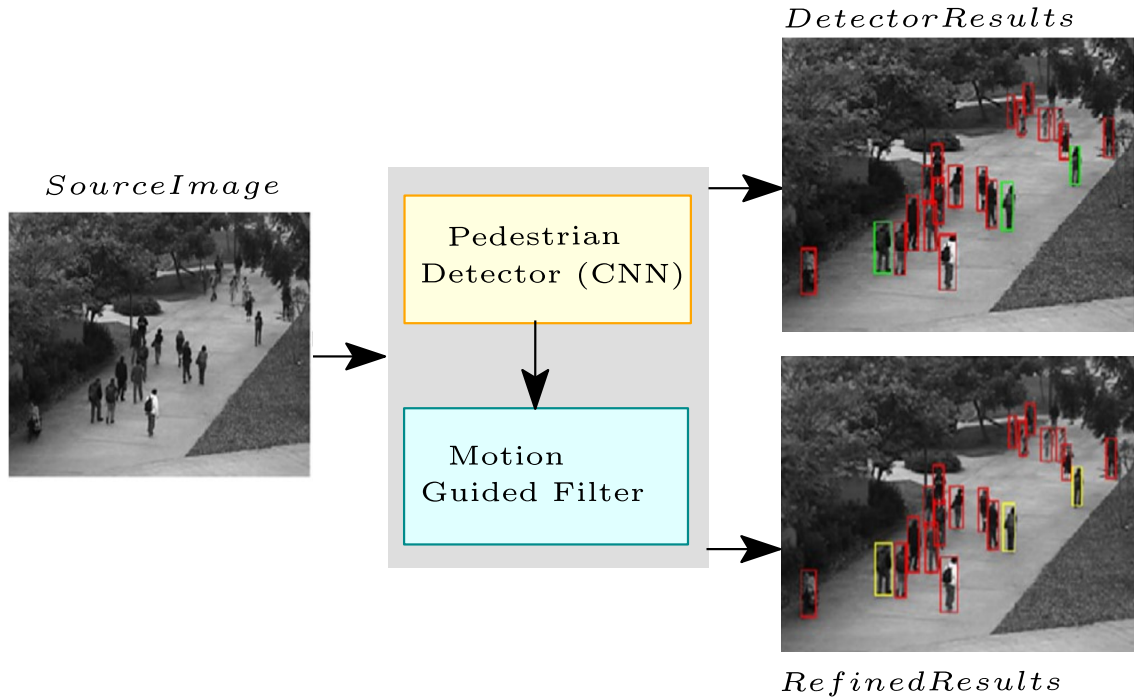 DetectorResults
SourceImage
Pedestrian
Detector (CNN)
Motion
Guided Filter
RefinedResults